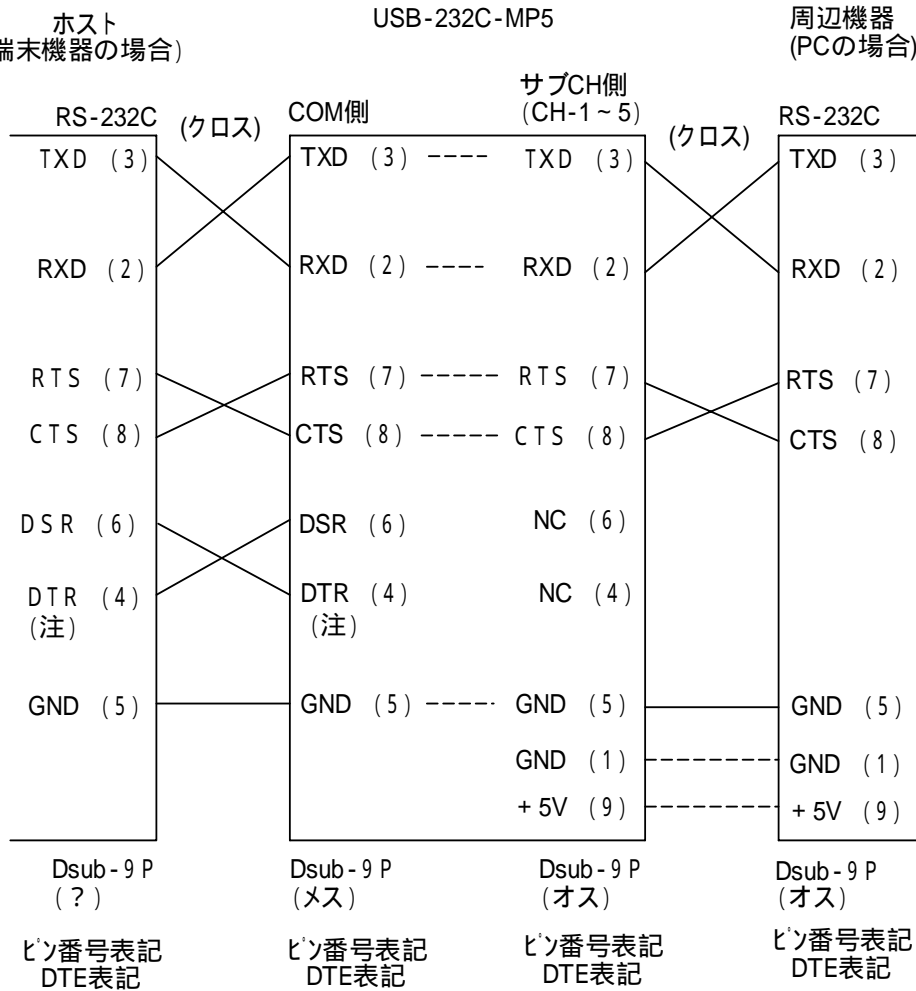 ホスト
端末機器の場合)
USB-232C-MP5
周辺機器
(PCの場合)
RS-232C
(クロス)
COM側
サブCH側
(CH-1~5)
(クロス)
RS-232C
TXD (3)
TXD (3)
TXD (3)
TXD (3)
RXD (2)
RXD (2)
RXD (2)
RXD (2)
RTS (7)
RTS (7)
RTS (7)
RTS (7)
CTS (8)
CTS (8)
CTS (8)
CTS (8)
DSR (6)
DSR (6)
NC (6)
DTR (4)
(注)
DTR (4)
(注)
NC (4)
GND (5)
GND (5)
GND (5)
GND (5)
GND (1)
GND (1)
+5V (9)
+5V (9)
Dsub-9P
(?)
Dsub-9P
(メス)
Dsub-9P
(オス)
Dsub-9P
(オス)
ピン番号表記
DTE表記
ピン番号表記
DTE表記
ピン番号表記
DTE表記
ピン番号表記
DTE表記